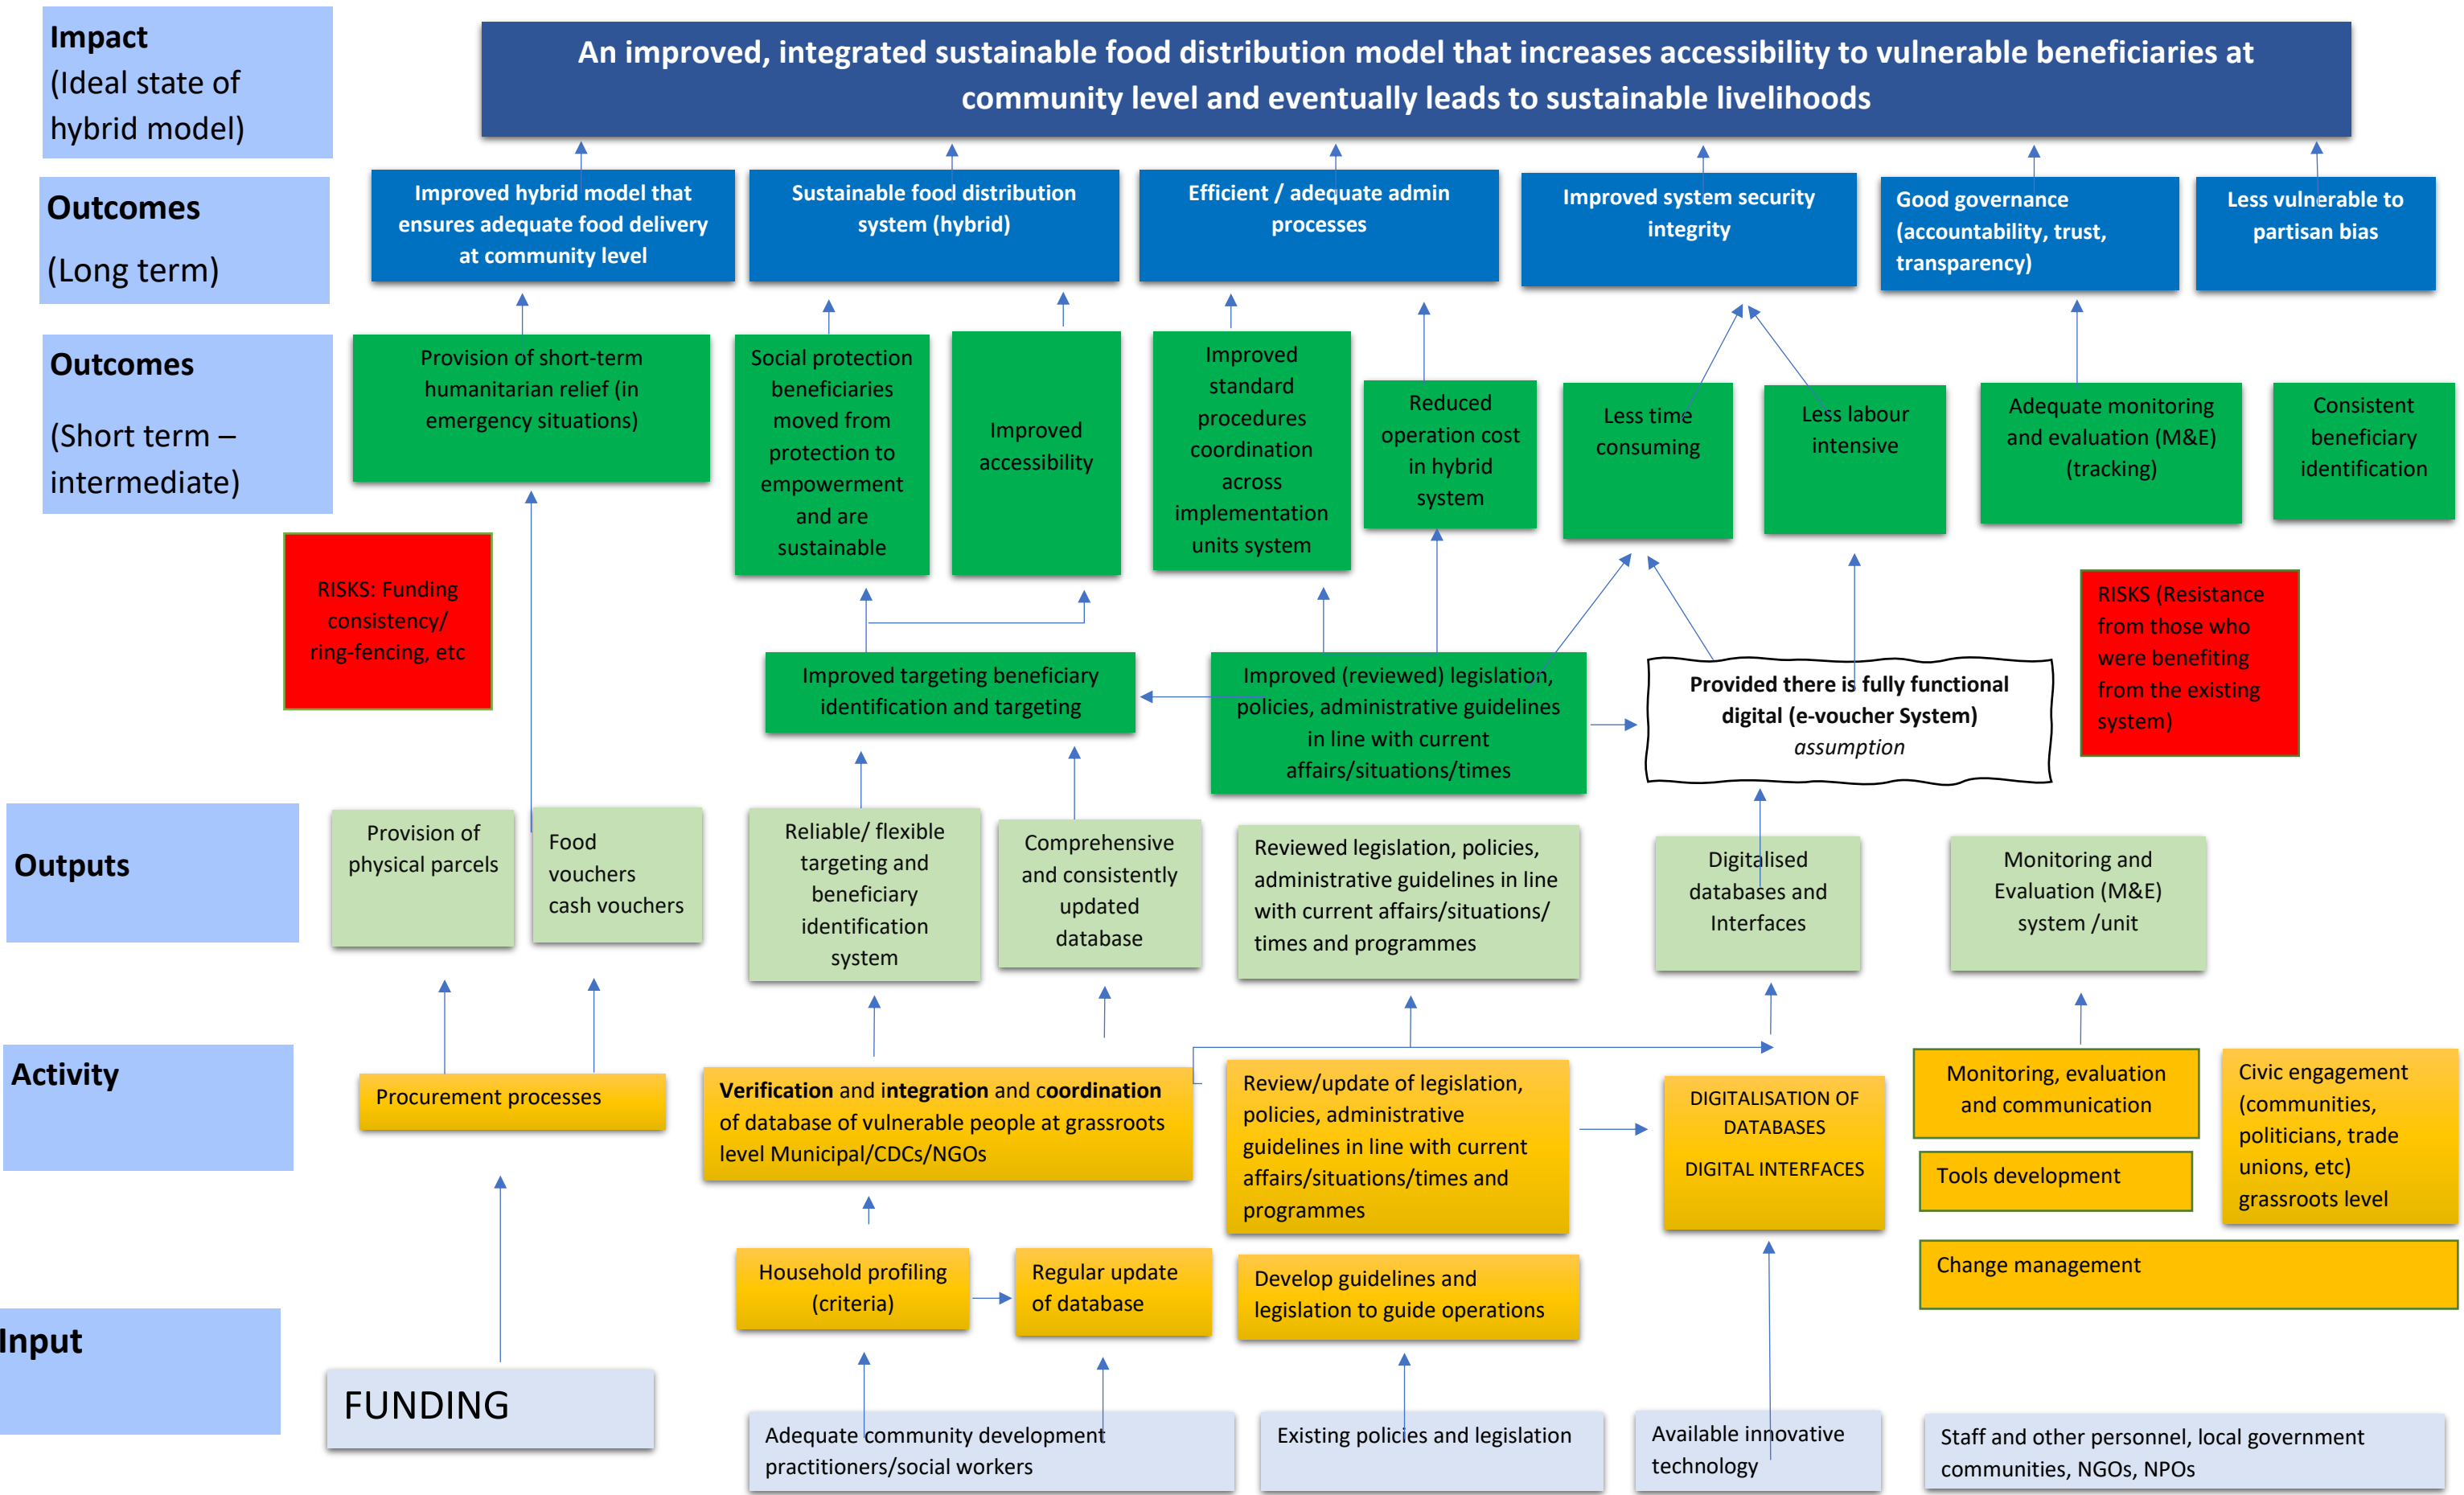 Impact
(Ideal state of
hybrid model)
An improved, integrated sustainable food distribution model that increases accessibility to vulnerable beneficiaries at
community level and eventually leads to sustainable livelihoods
Outcomes
(Long term)
Improved hybrid model that
ensures adequate food delivery
at community level
Sustainable food distribution
system (hybrid)
Efficient / adequate admin
processes
Improved system security
integrity
Good governance
(accountability, trust,
transparency)
Less vulnerable to
partisan bias
Outcomes
(Short term –
intermediate)
Provision of short-term
humanitarian relief (in
emergency situations)
Social protection
beneficiaries
moved from
protection to
empowerment
and are
sustainable
Improved
accessibility
Improved
standard
procedures
coordination
across
implementation
units system
Reduced
operation cost
in hybrid
system
Less time
consuming
Less labour
intensive
Adequate monitoring
and evaluation (M&E)
(tracking)
Consistent
beneficiary
identification
RISKS: Funding
consistency/
ring-fencing, etc
Improved targeting beneficiary
identification and targeting
Improved (reviewed) legislation,
policies, administrative guidelines
in line with current
affairs/situations/times
Provided there is fully functional
digital (e-voucher System)
assumption
RISKS (Resistance
from those who
were benefiting
from the existing
system)
Outputs
Provision of
physical parcels
Food
vouchers
cash vouchers
Reliable/ flexible
targeting and
beneficiary
identification
system
Comprehensive
and consistently
updated
database
Reviewed legislation, policies,
administrative guidelines in line
with current affairs/situations/
times and programmes
Digitalised
databases and
Interfaces
Monitoring and
Evaluation (M&E)
system /unit
Activity
Procurement processes
Verification and integration and coordination
of database of vulnerable people at grassroots
level Municipal/CDCs/NGOs
Review/update of legislation,
policies, administrative
guidelines in line with current
affairs/situations/times and
programmes
DIGITALISATION OF
DATABASES
DIGITAL INTERFACES
Monitoring, evaluation
and communication
Tools development
Civic engagement
(communities,
politicians, trade
unions, etc)
grassroots level
Household profiling
(criteria)
Regular update
of database
Develop guidelines and
legislation to guide operations
Change management
Input
FUNDING
Adequate community development
practitioners/social workers
Existing policies and legislation
Available innovative
technology
Staff and other personnel, local government
communities, NGOs, NPOs